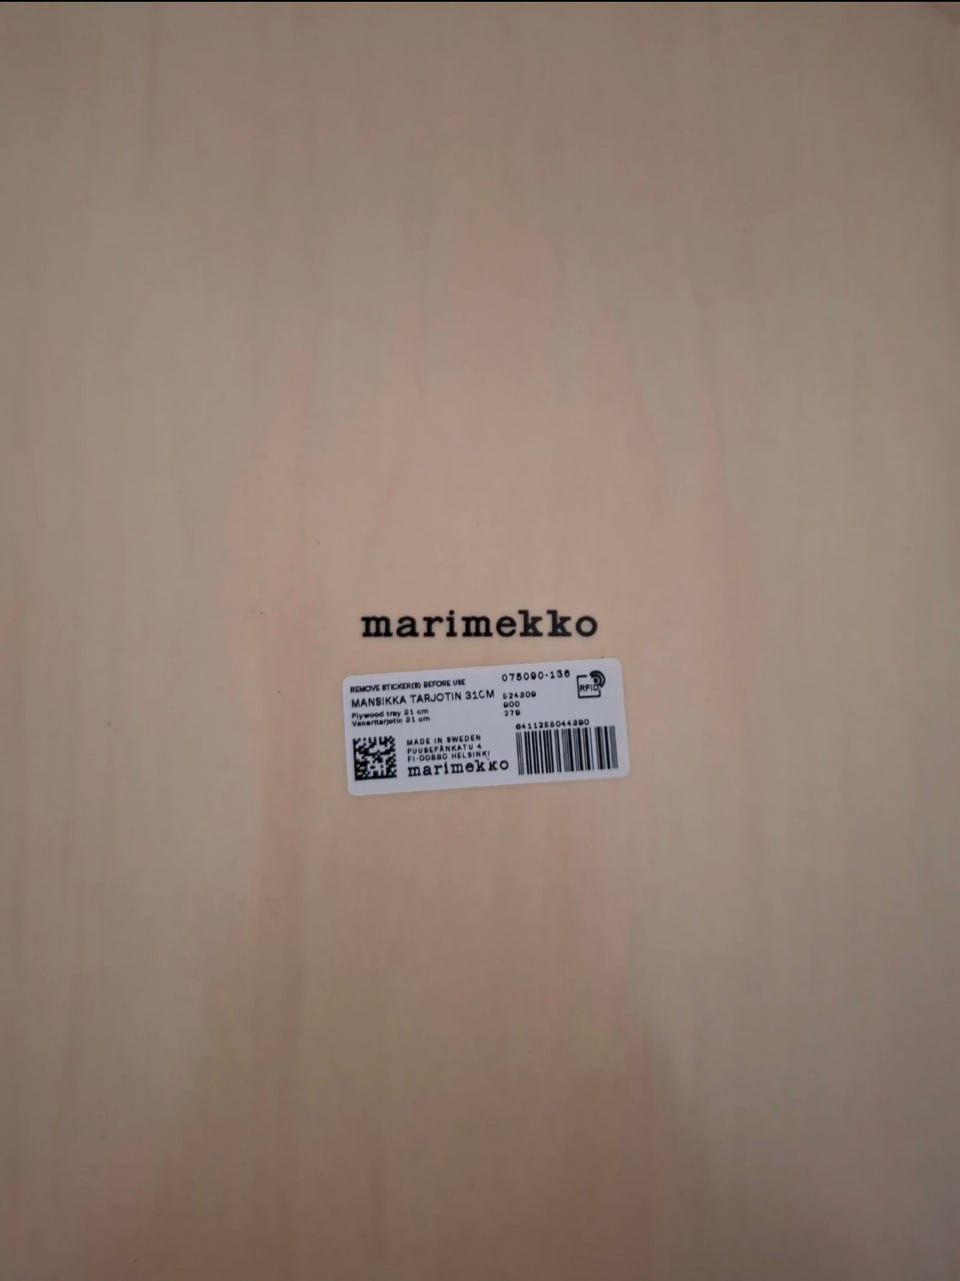 marimekko
REMOVE STICKER(S) BEFORE USE
MANSIKKA TARJOTIN 31CM
Plywood tray 31 cm
Vaneritarjotin 31 cm
075090-136
524309
900
279
RFID
MADE IN SWEDEN
PUUSEPÄNKATU 4
FI-00880 HELSINKI
marimekko
6411255044390